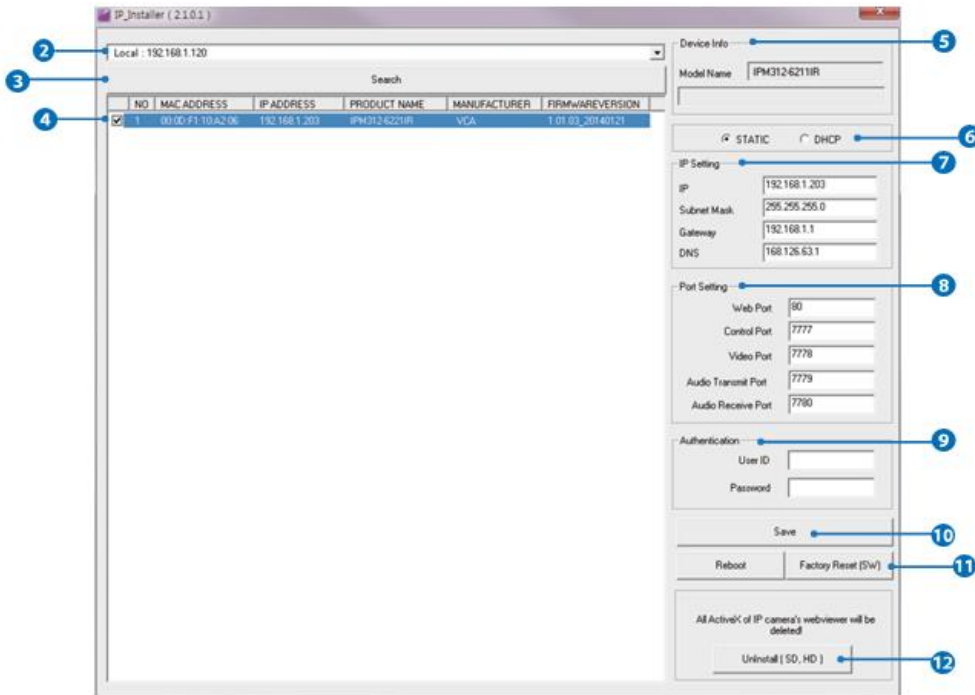 IP_Installer ( 2.1.0.1 )
2
Local : 192.168.1.120
3
Search
NO MAC ADDRESS IP ADDRESS PRODUCT NAME MANUFACTURER FIRMWAREVERSION
4
1 00:0D:F1:10:A2:06 192.168.1.203 IPM312-6221IR VCA 1.01.03_20140121
Device Info
5
Model Name IPM312-6211IR
STATIC DHCP
6
IP Setting
7
IP 192.168.1.203
Subnet Mask 255.255.255.0
Gateway 192.168.1.1
DNS 168.126.63.1
Port Setting
8
Web Port 80
Control Port 7777
Video Port 7778
Audio Transmit Port 7779
Audio Receive Port 7780
Authentication
9
User ID
Password
Save
10
Reboot Factory Reset (SW)
11
All ActiveX of IP camera's webviewer will be
deleted!
Uninstall ( SD, HD )
12